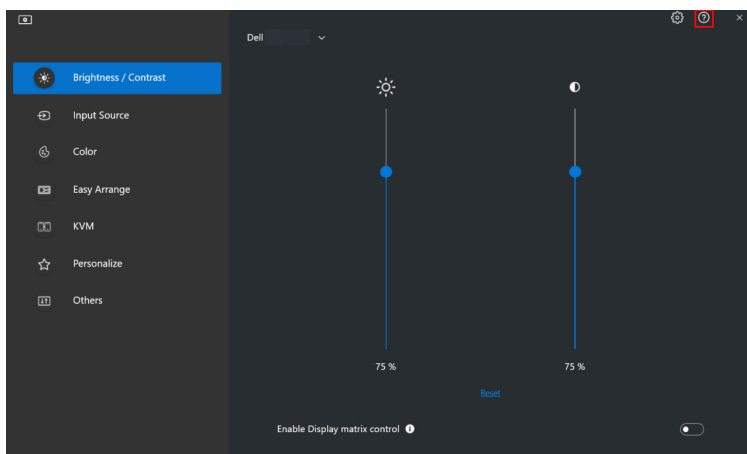 Dell
Brightness / Contrast
Input Source
Color
Easy Arrange
KVM
Personalize
Others
75 %
75 %
Reset
Enable Display matrix control